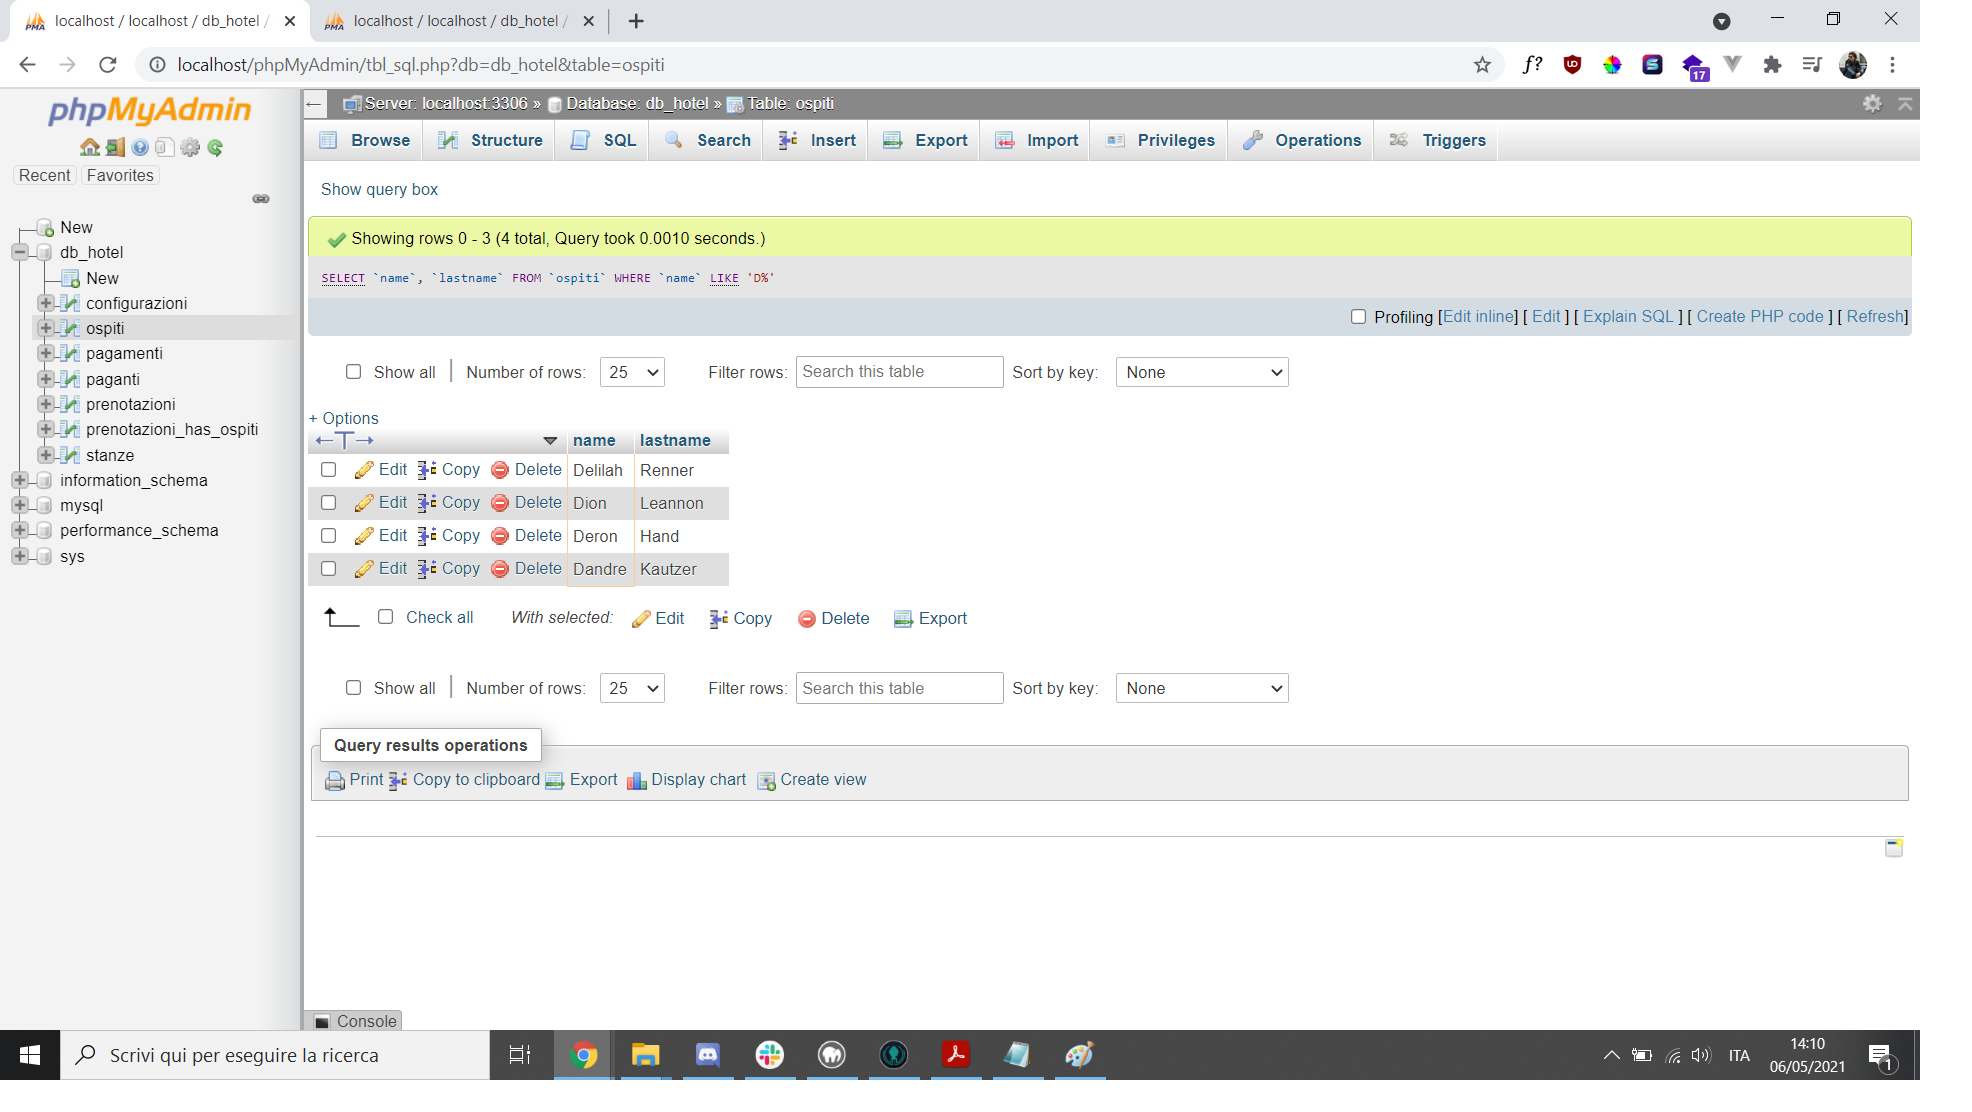 localhost / localhost / db_hotel /
localhost / localhost / db_hotel /
localhost/phpMyAdmin/tbl_sql.php?db=db_hotel&table=ospiti
f?
17
phpMyAdmin
Recent Favorites
New
db_hotel
New
configurazioni
ospiti
pagamenti
paganti
prenotazioni
prenotazioni_has_ospiti
stanze
information_schema
mysql
performance_schema
sys
Server: localhost:3306 » Database: db_hotel » Table: ospiti
Browse Structure SQL Search Insert Export Import Privileges Operations Triggers
Show query box
Showing rows 0 - 3 (4 total, Query took 0.0010 seconds.)
SELECT `name`, `lastname` FROM `ospiti` WHERE `name` LIKE 'D%'
Profiling [Edit inline] [ Edit ] [ Explain SQL ] [ Create PHP code ] [ Refresh]
Show all Number of rows: 25 Filter rows: Search this table Sort by key: None
+ Options
name lastname
Edit Copy Delete Delilah Renner
Edit Copy Delete Dion Leannon
Edit Copy Delete Deron Hand
Edit Copy Delete Dandre Kautzer
Check all With selected: Edit Copy Delete Export
Show all Number of rows: 25 Filter rows: Search this table Sort by key: None
Query results operations
Print Copy to clipboard Export Display chart Create view
Console
Scrivi qui per eseguire la ricerca
ITA
14:10
06/05/2021
1